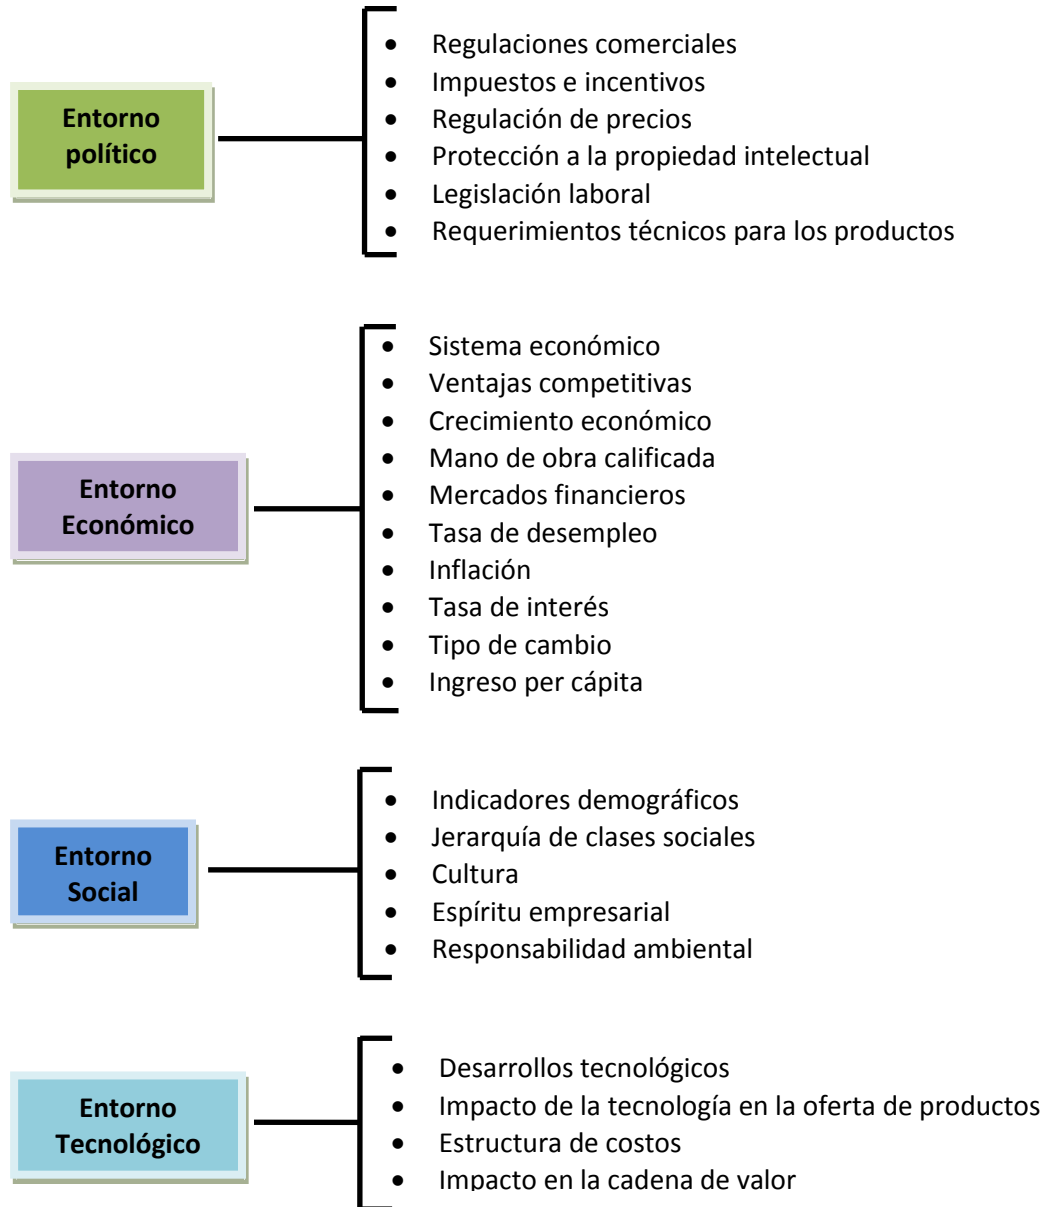 Entorno
político
• Regulaciones comerciales
• Impuestos e incentivos
• Regulación de precios
• Protección a la propiedad intelectual
• Legislación laboral
• Requerimientos técnicos para los productos
Entorno
Económico
• Sistema económico
• Ventajas competitivas
• Crecimiento económico
• Mano de obra calificada
• Mercados financieros
• Tasa de desempleo
• Inflación
• Tasa de interés
• Tipo de cambio
• Ingreso per cápita
Entorno
Social
• Indicadores demográficos
• Jerarquía de clases sociales
• Cultura
• Espíritu empresarial
• Responsabilidad ambiental
Entorno
Tecnológico
• Desarrollos tecnológicos
• Impacto de la tecnología en la oferta de productos
• Estructura de costos
• Impacto en la cadena de valor